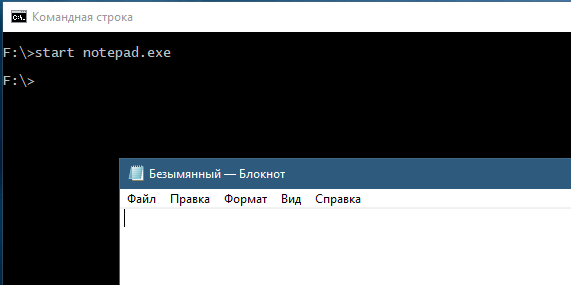 Командная строка
F:\>start notepad.exe
F:\>
Безымянный — Блокнот
Файл Правка Формат Вид Справка